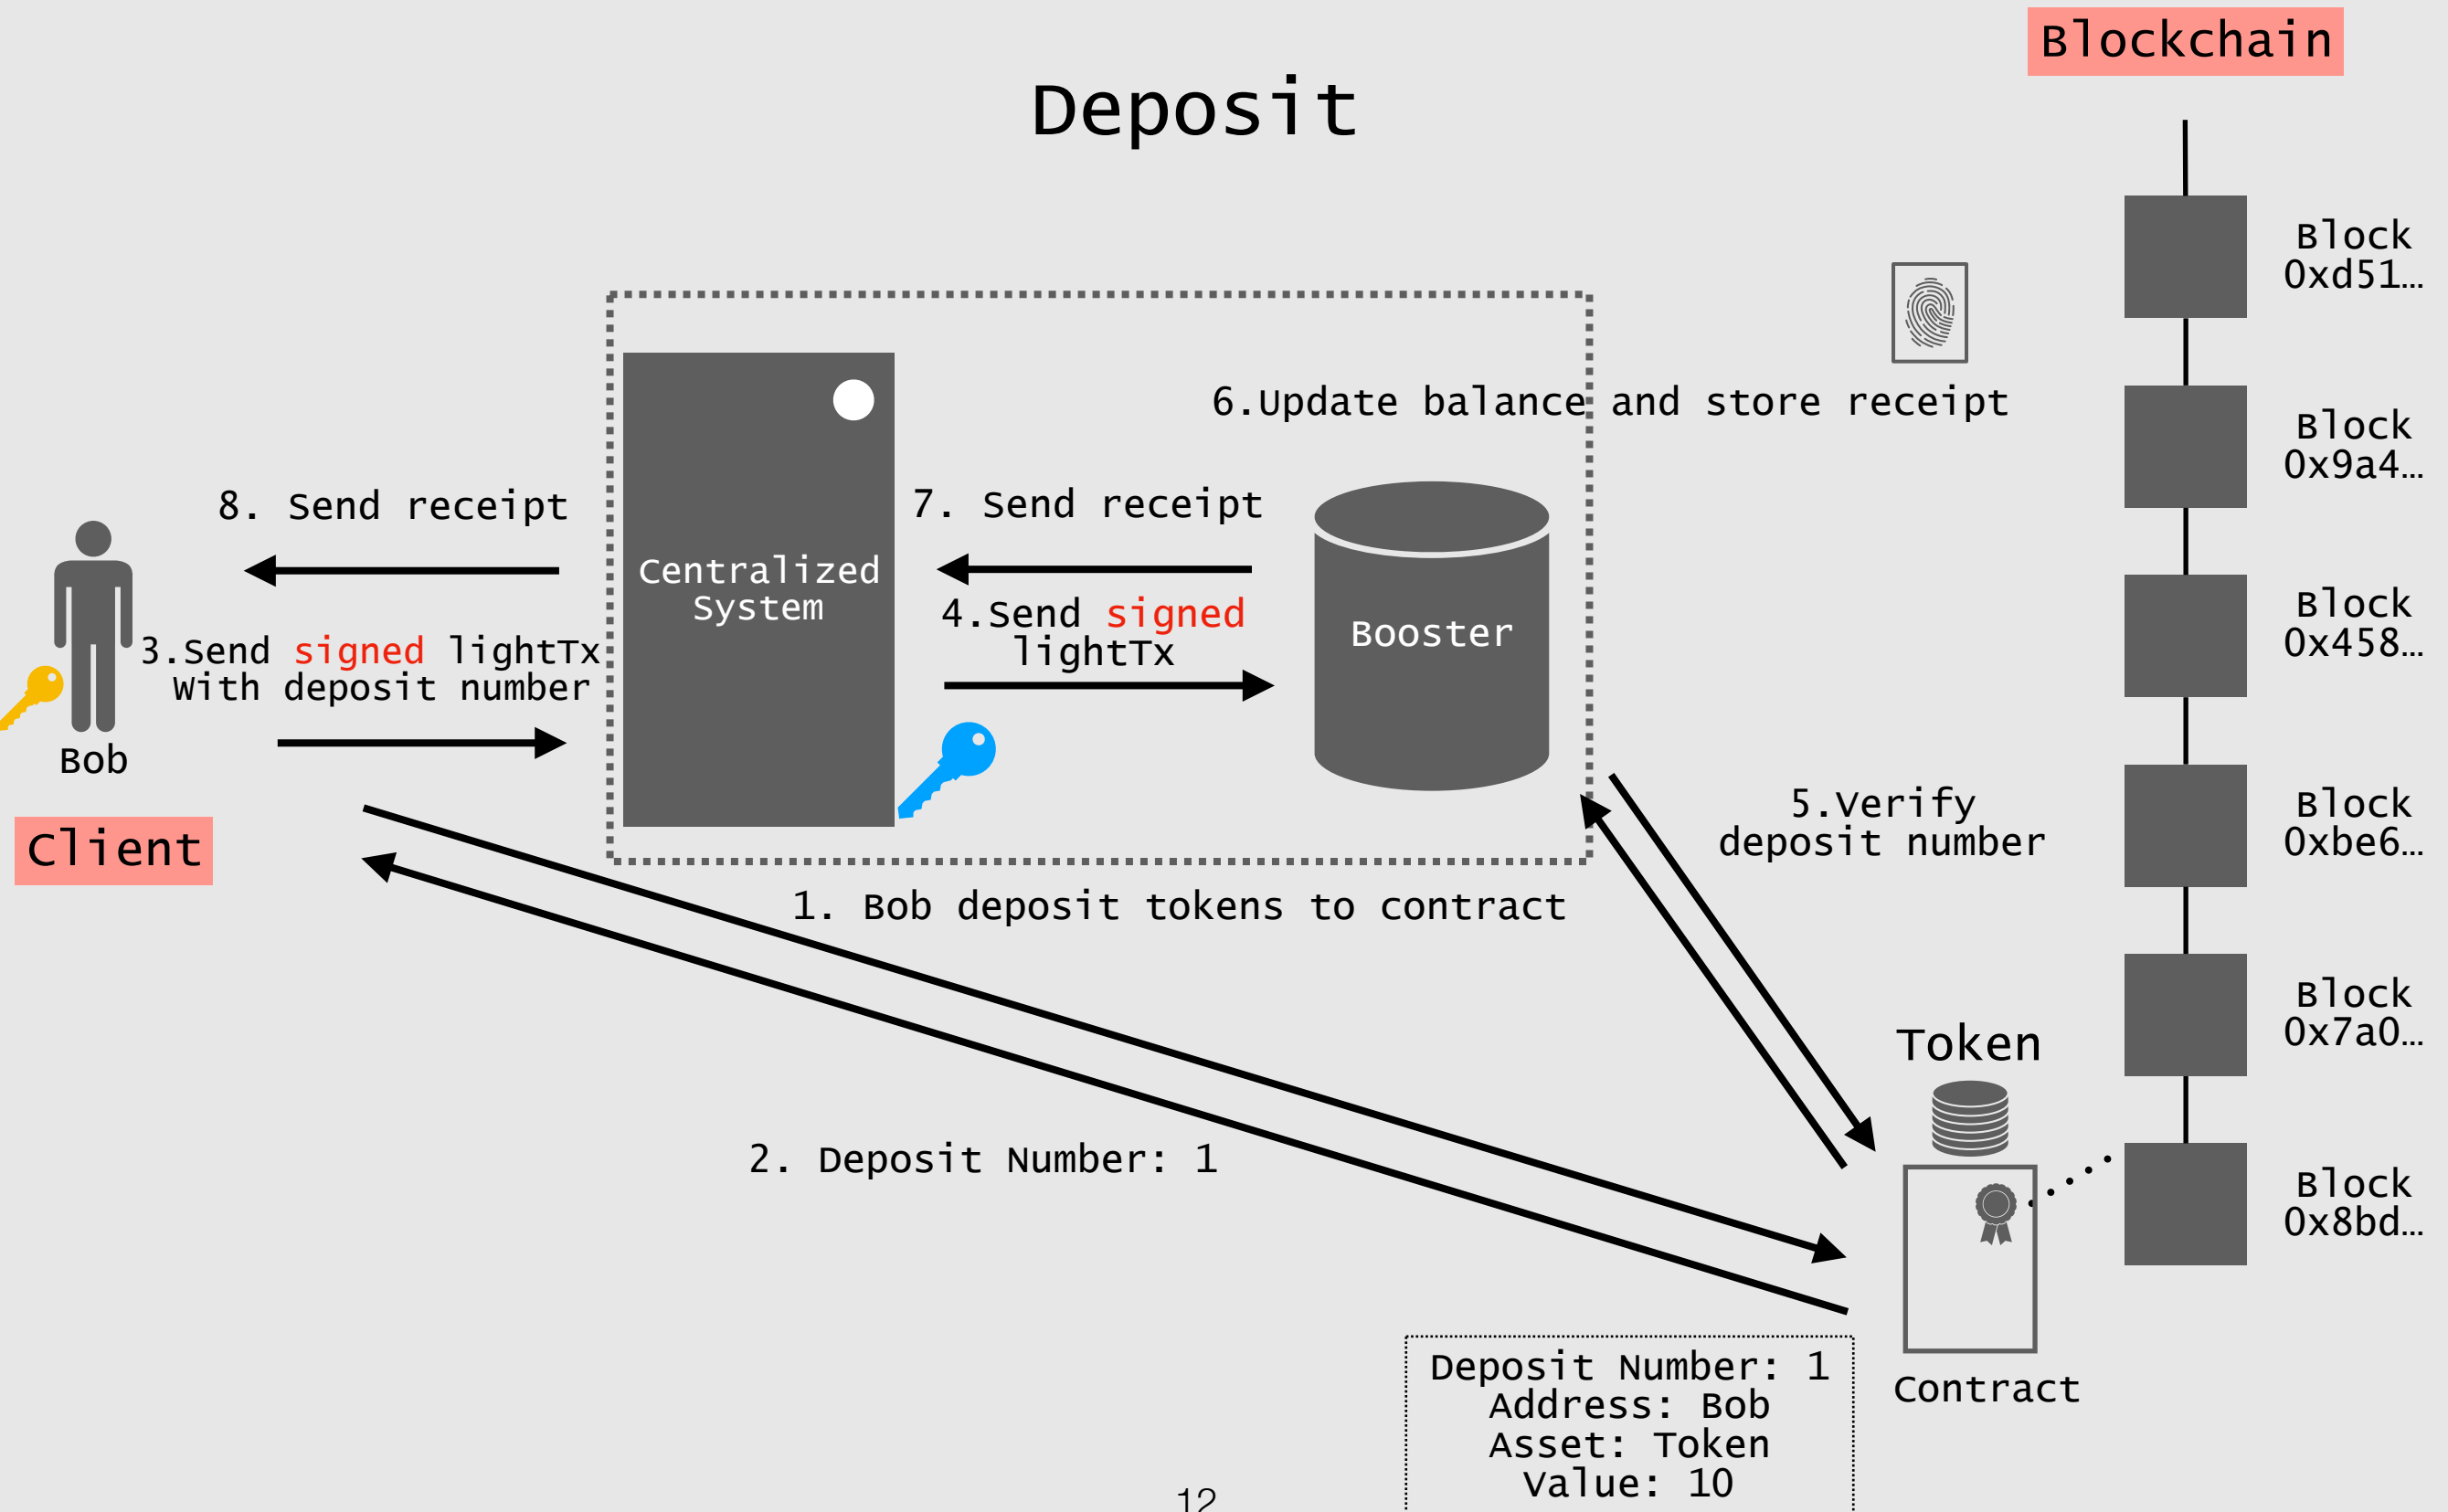 Blockchain
Deposit
Block
0xd51…
6.Update balance and store receipt
Block
0x9a4…
8. Send receipt
7. Send receipt
Centralized
System
4.Send signed
lightTx
Booster
Block
0x458…
3.Send signed lightTx
With deposit number
Bob
Client
5.Verify
deposit number
Block
0xbe6…
1. Bob deposit tokens to contract
Block
0x7a0…
Token
2. Deposit Number: 1
Block
0x8bd…
Contract
Deposit Number: 1
Address: Bob
Asset: Token
Value: 10
12